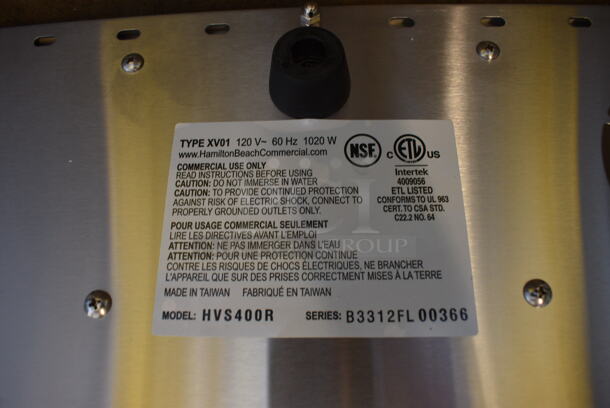 TYPE XV01 120 V~ 60 Hz 1020 W
www.HamiltonBeachCommercial.com
NSF
C ETL US
Intertek
4009056
ETL LISTED
CONFORMS TO UL 963
CERT. TO CSA STD.
C22.2 NO. 64
COMMERCIAL USE ONLY
READ INSTRUCTIONS BEFORE USING
CAUTION: DO NOT IMMERSE IN WATER
CAUTION: TO PROVIDE CONTINUED PROTECTION
AGAINST RISK OF ELECTRIC SHOCK, CONNECT TO
PROPERLY GROUNDED OUTLETS ONLY.
POUR USAGE COMMERCIAL SEULEMENT
LIRE LES DIRECTIVES AVANT L'EMPLOI
ATTENTION: NE PAS IMMERGER DANS L'EAU
ATTENTION: POUR UNE PROTECTION CONTINUE
CONTRE LES RISQUES DE CHOCS ÉLECTRIQUES, NE BRANCHER
L'APPAREIL QUE SUR DES PRISES CORRECTEMENT MISES À LA TERRE
MADE IN TAIWAN FABRIQUÉ EN TAIWAN
MODEL: HVS400R SERIES: B3312FL00366
GROUP